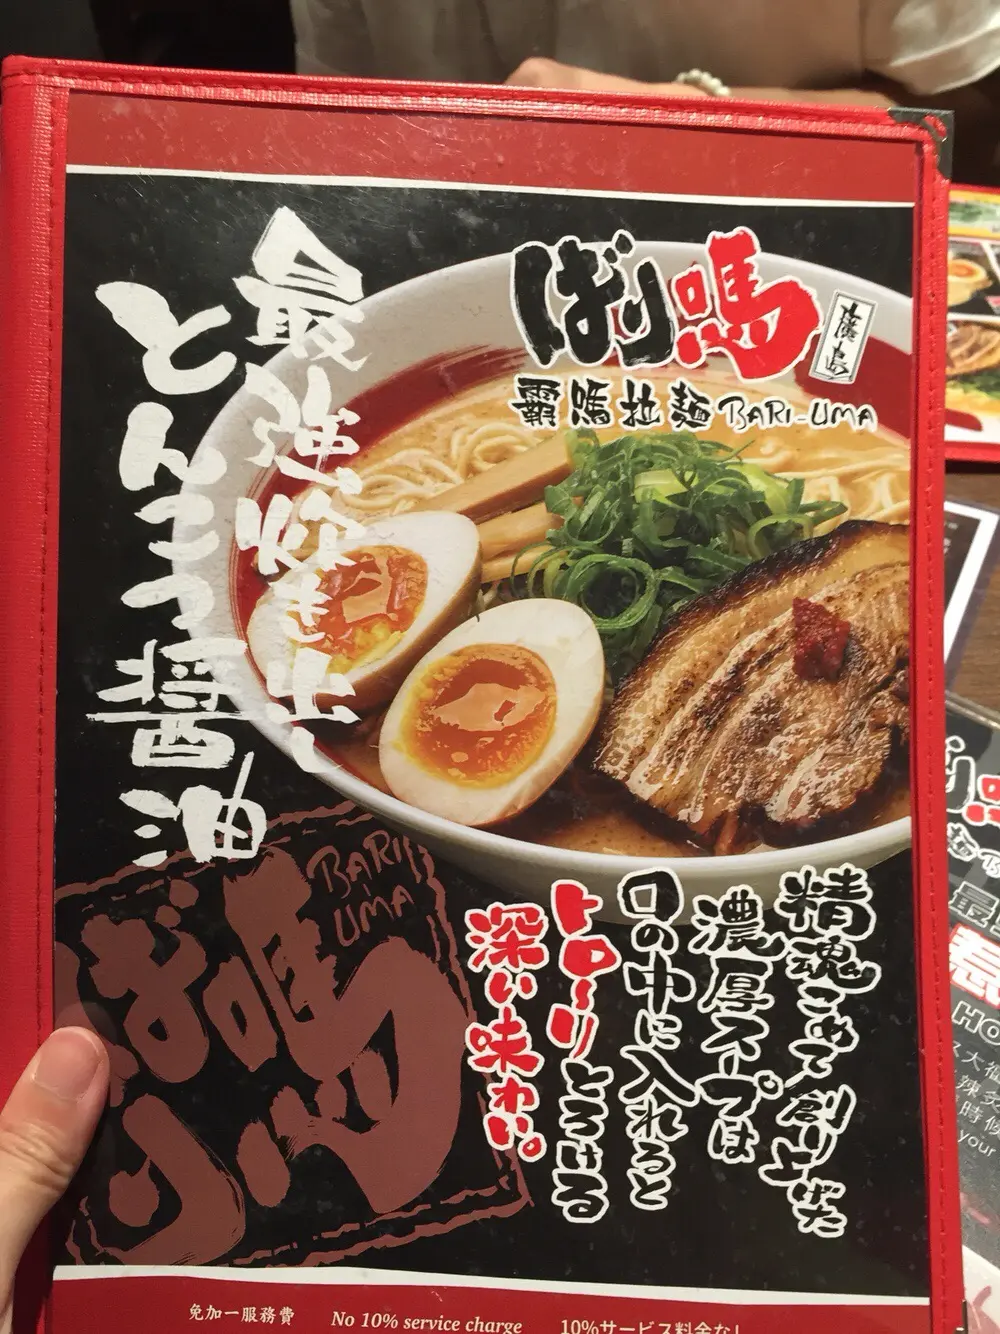 最強炊き出し
とんこつ醤油
ばり嗎
廣島
霸嗎拉麵 BARI-UMA
精魂こめて創り上げた
濃厚スープは
口の中に入れると
トロ〜リとろける
深い味わい。
BARI-UMA
ばり嗎
免加一服務費 No 10% service charge 10%サービス料金なし
HO
your